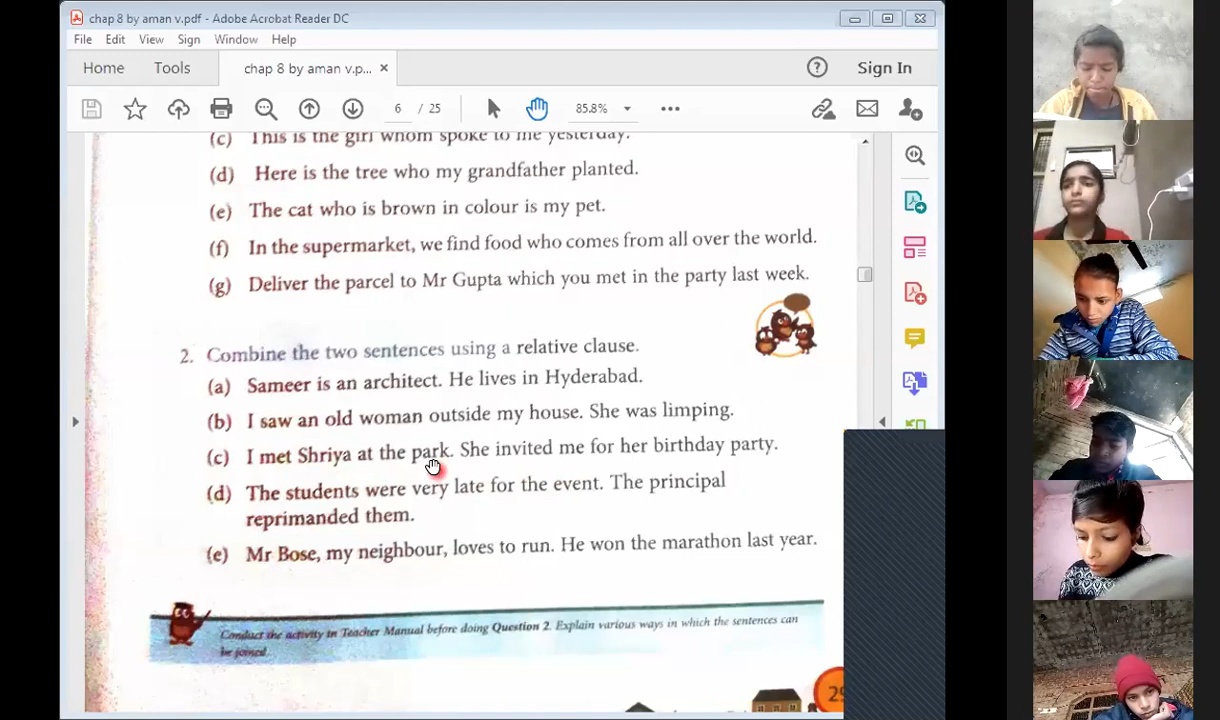 chap 8 by aman v.pdf - Adobe Acrobat Reader DC
File Edit View Sign Window Help
Home Tools chap 8 by aman v.p... × Sign In
6 / 25 85.8%
(c) This is the girl whom spoke to me yesterday.
(d) Here is the tree who my grandfather planted.
(e) The cat who is brown in colour is my pet.
(f) In the supermarket, we find food who comes from all over the world.
(g) Deliver the parcel to Mr Gupta which you met in the party last week.
2. Combine the two sentences using a relative clause.
(a) Sameer is an architect. He lives in Hyderabad.
(b) I saw an old woman outside my house. She was limping.
(c) I met Shriya at the park. She invited me for her birthday party.
(d) The students were very late for the event. The principal
reprimanded them.
(e) Mr Bose, my neighbour, loves to run. He won the marathon last year.
Conduct the activity in Teacher Manual before doing Question 2. Explain various ways in which the sentences can
be joined.